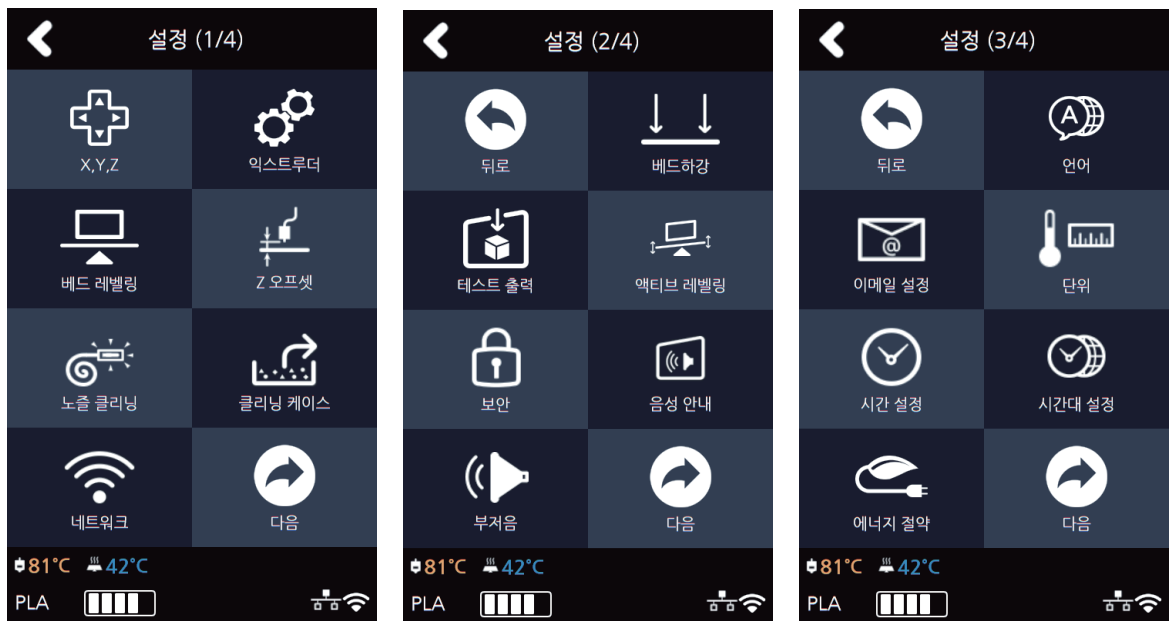 설정 (1/4)
X,Y,Z
익스트루더
베드 레벨링
Z 오프셋
노즐 클리닝
클리닝 케이스
네트워크
다음
81°C 42°C
PLA
설정 (2/4)
뒤로
베드하강
테스트 출력
액티브 레벨링
보안
음성 안내
부저음
다음
81°C 42°C
PLA
설정 (3/4)
뒤로
A
언어
@
이메일 설정
단위
시간 설정
시간대 설정
에너지 절약
다음
81°C 42°C
PLA